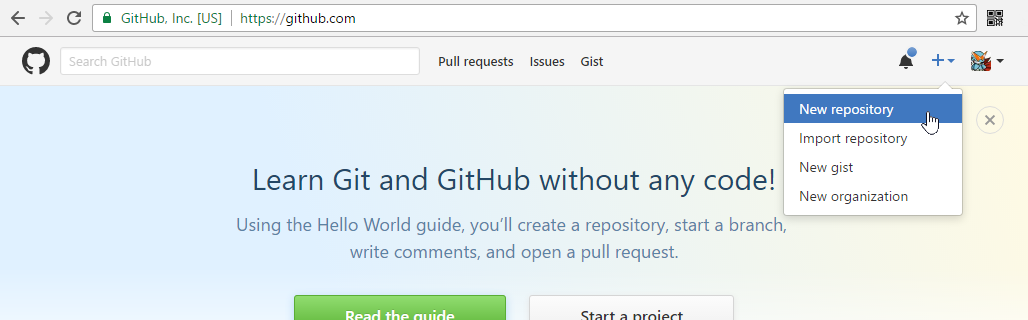 GitHub, Inc. [US] https://github.com
Search GitHub Pull requests Issues Gist
New repository
Import repository
New gist
New organization
Learn Git and GitHub without any code!
Using the Hello World guide, you’ll create a repository, start a branch,
write comments, and open a pull request.
Read the guide Start a project